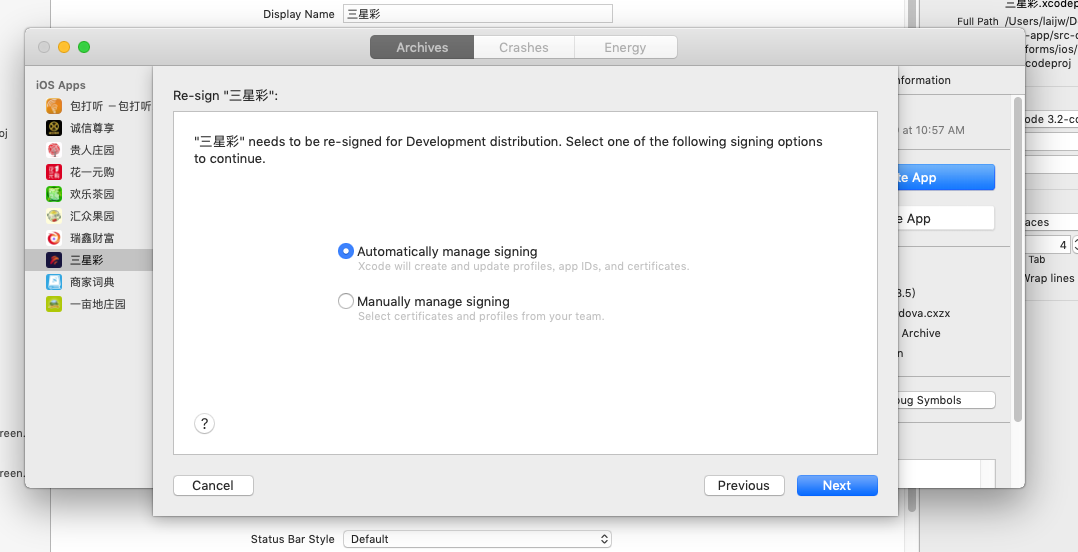 Display Name 三星彩
三星彩.xcodep
Full Path /Users/laijw/D
-app/src-c
forms/ios/
codeproj
Archives Crashes Energy
iOS Apps
包打听 －包打听
诚信尊享
贵人庄园
花一元购
欢乐茶园
汇众果园
瑞鑫财富
三星彩
商家词典
一亩地庄园
Re-sign "三星彩":
"三星彩" needs to be re-signed for Development distribution. Select one of the following signing options
to continue.
Automatically manage signing
Xcode will create and update profiles, app IDs, and certificates.
Manually manage signing
Select certificates and profiles from your team.
?
Cancel Previous Next
nformation
at 10:57 AM
te App
e App
3.5)
dova.cxzx
Archive
n
oug Symbols
ode 3.2-co
aces
4
Tab
Wrap lines
oj
reen.
reen.
Status Bar Style Default